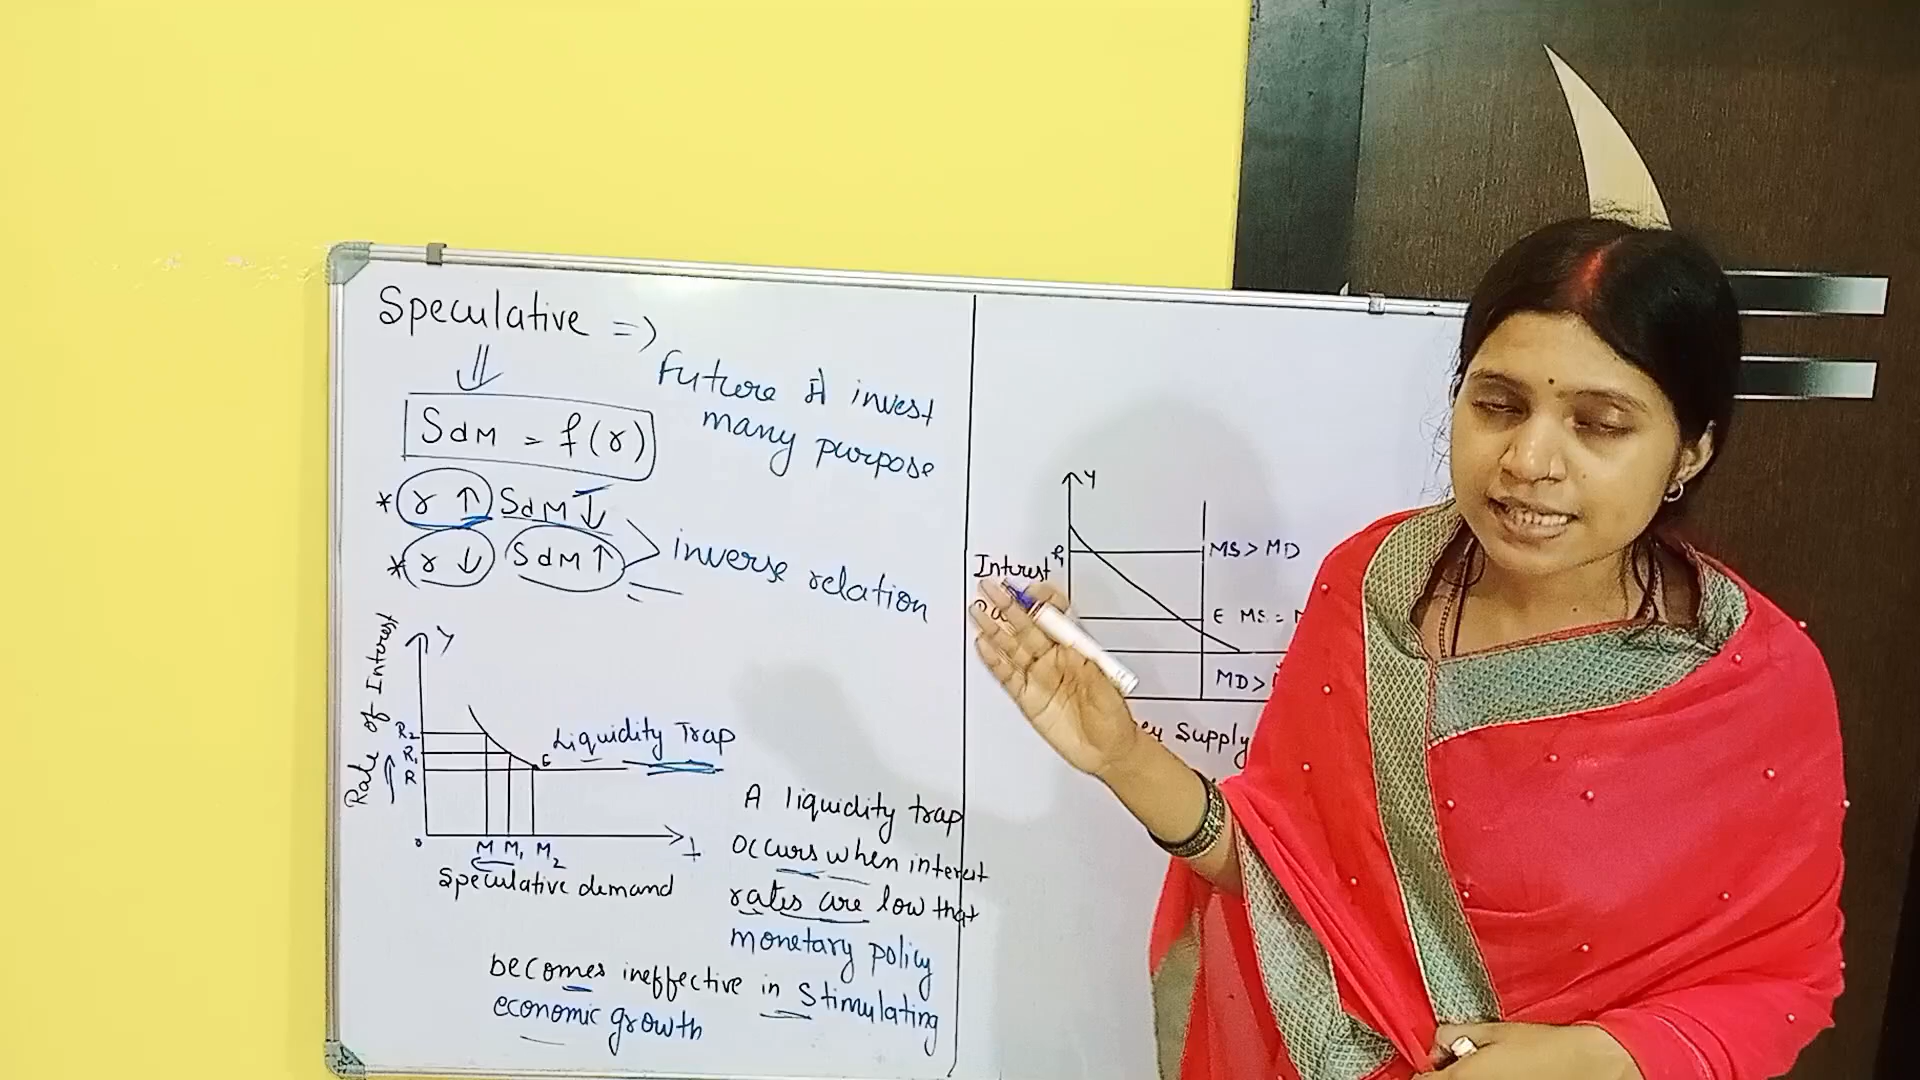 Speculative =>
Future में invest
many purpose
⇓
SdM = f(r)
* r ↑ SdM ↓
* r ↓ SdM ↑
inverse relation
Y
Rate of Interest
R2
R1
R
E
Liquidity Trap
o
M M1 M2
Speculative demand
A liquidity trap
occurs when interest
rates are low that
monetary policy
becomes ineffective in Stimulating
economic growth
Y
Interest
R1
MS > MD
E MS =
MD >
Supply